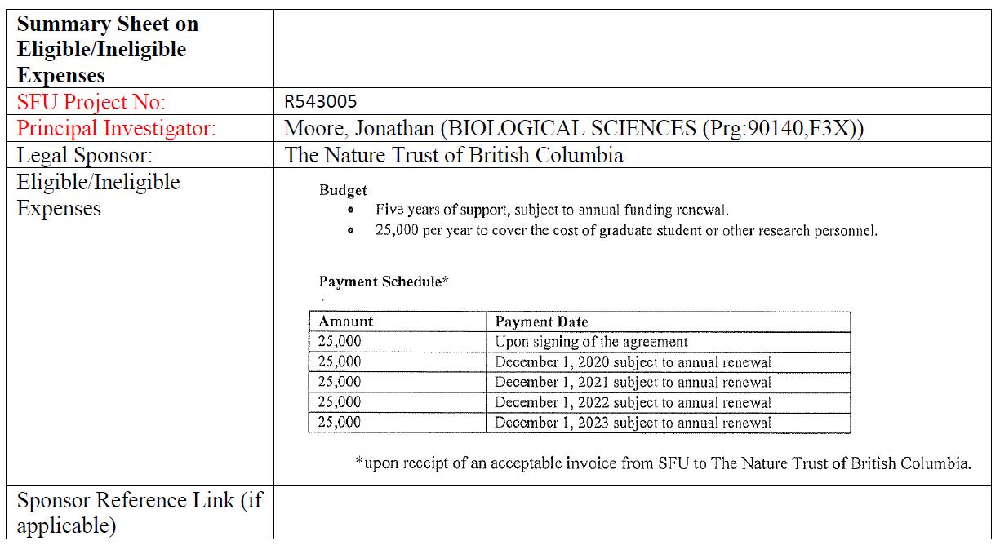 Summary Sheet on
Eligible/Ineligible
Expenses
SFU Project No: R543005
Principal Investigator: Moore, Jonathan (BIOLOGICAL SCIENCES (Prg:90140,F3X))
Legal Sponsor: The Nature Trust of British Columbia
Eligible/Ineligible
Expenses
Budget
• Five years of support, subject to annual funding renewal.
• 25,000 per year to cover the cost of graduate student or other research personnel.
Payment Schedule*
Amount Payment Date
25,000 Upon signing of the agreement
25,000 December 1, 2020 subject to annual renewal
25,000 December 1, 2021 subject to annual renewal
25,000 December 1, 2022 subject to annual renewal
25,000 December 1, 2023 subject to annual renewal
*upon receipt of an acceptable invoice from SFU to The Nature Trust of British Columbia.
Sponsor Reference Link (if
applicable)